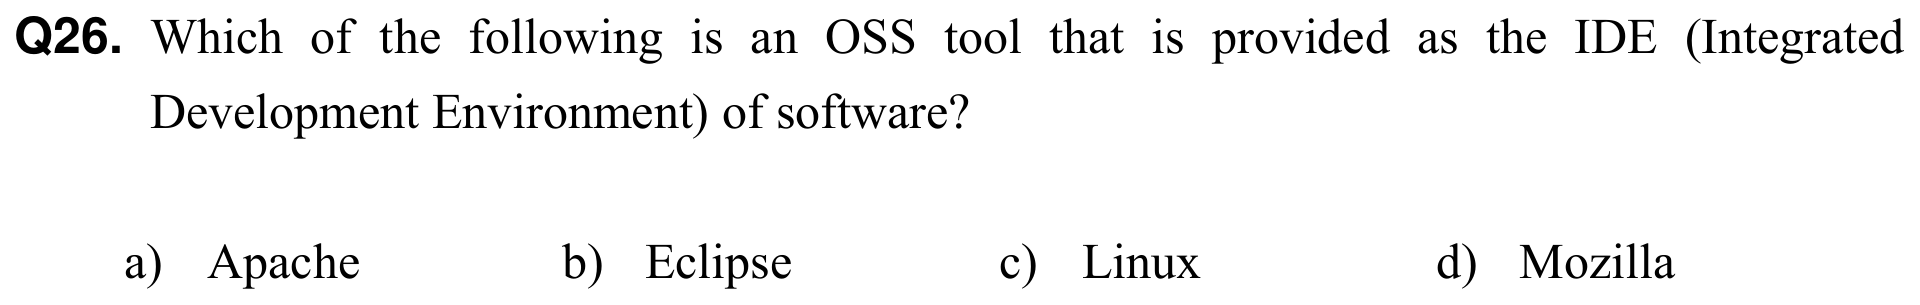 Q26. Which of the following is an OSS tool that is provided as the IDE (Integrated
Development Environment) of software?
a) Apache b) Eclipse c) Linux d) Mozilla